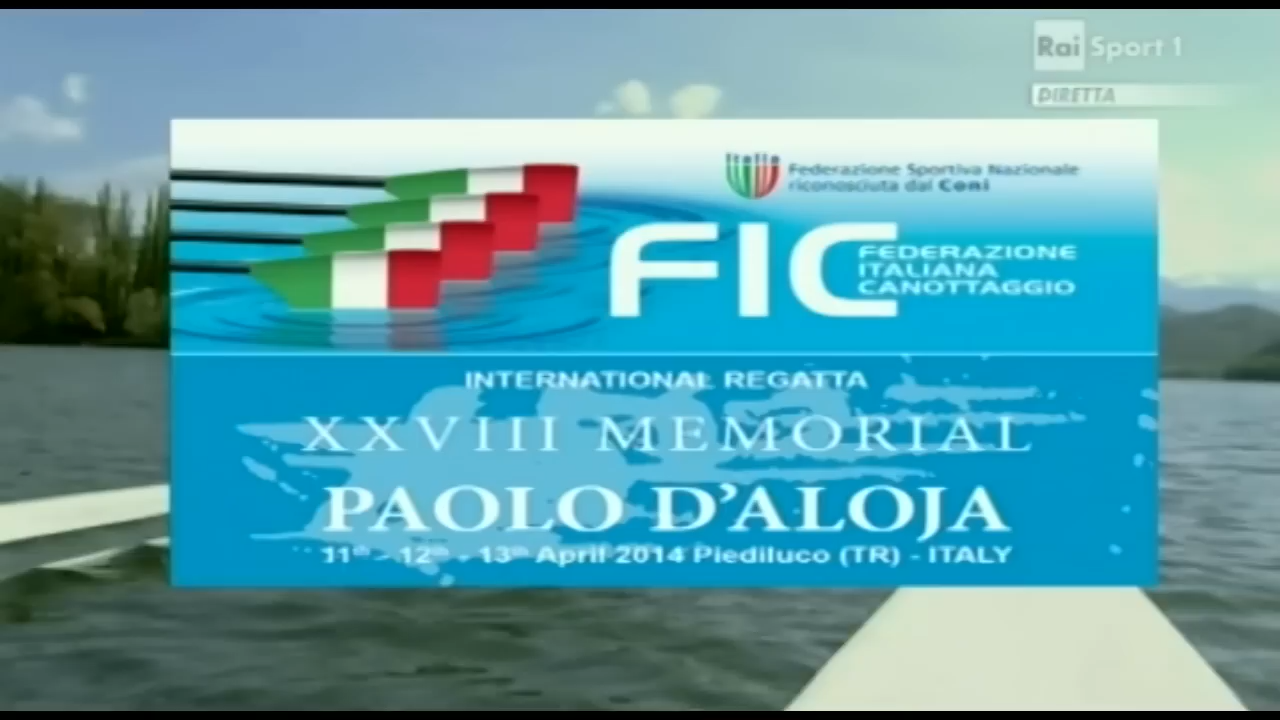 Rai Sport 1
DIRETTA
Italia
Federazione Sportiva Nazionale
riconosciuta dal Coni
FIC
FEDERAZIONE
ITALIANA
CANOTTAGGIO
INTERNATIONAL REGATTA
XXVIII MEMORIAL
PAOLO D'ALOJA
11th - 12th - 13th April 2014 Piediluco (TR) - ITALY